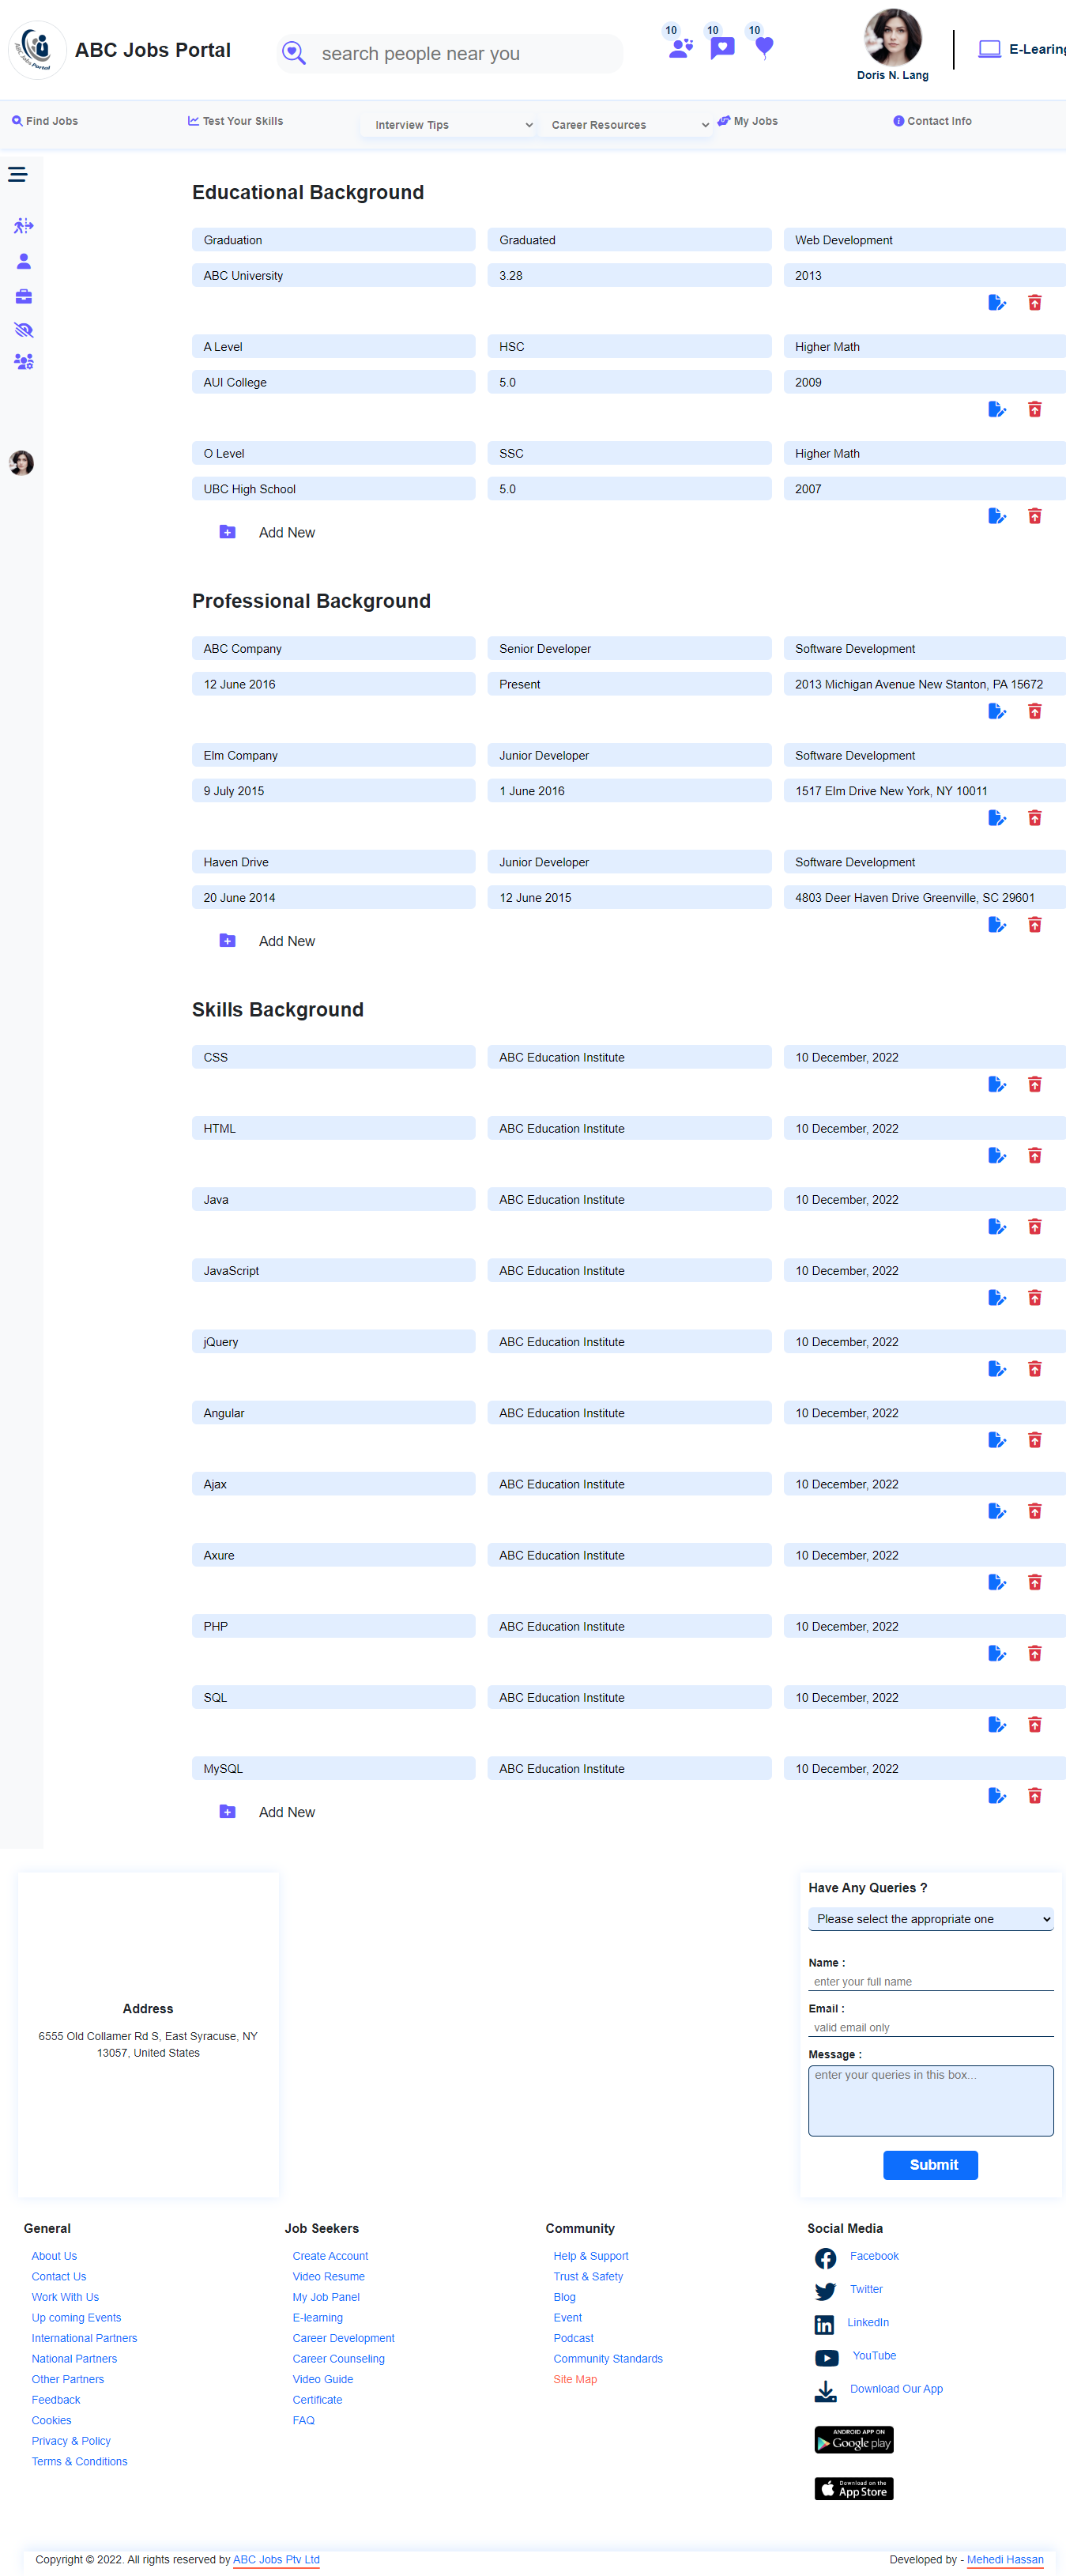 ABC Jobs Portal
search people near you
10
10
10
Doris N. Lang
E-Learing
Find Jobs
Test Your Skills
Interview Tips
Career Resources
My Jobs
Contact Info
Educational Background
Graduation
Graduated
Web Development
ABC University
3.28
2013
A Level
HSC
Higher Math
AUI College
5.0
2009
O Level
SSC
Higher Math
UBC High School
5.0
2007
Add New
Professional Background
ABC Company
Senior Developer
Software Development
12 June 2016
Present
2013 Michigan Avenue New Stanton, PA 15672
Elm Company
Junior Developer
Software Development
9 July 2015
1 June 2016
1517 Elm Drive New York, NY 10011
Haven Drive
Junior Developer
Software Development
20 June 2014
12 June 2015
4803 Deer Haven Drive Greenville, SC 29601
Add New
Skills Background
CSS
ABC Education Institute
10 December, 2022
HTML
ABC Education Institute
10 December, 2022
Java
ABC Education Institute
10 December, 2022
JavaScript
ABC Education Institute
10 December, 2022
jQuery
ABC Education Institute
10 December, 2022
Angular
ABC Education Institute
10 December, 2022
Ajax
ABC Education Institute
10 December, 2022
Axure
ABC Education Institute
10 December, 2022
PHP
ABC Education Institute
10 December, 2022
SQL
ABC Education Institute
10 December, 2022
MySQL
ABC Education Institute
10 December, 2022
Add New
Address
6555 Old Collamer Rd S, East Syracuse, NY
13057, United States
Have Any Queries ?
Please select the appropriate one
Name :
enter your full name
Email :
valid email only
Message :
enter your queries in this box...
Submit
General
About Us
Contact Us
Work With Us
Up coming Events
International Partners
National Partners
Other Partners
Feedback
Cookies
Privacy & Policy
Terms & Conditions
Job Seekers
Create Account
Video Resume
My Job Panel
E-learning
Career Development
Career Counseling
Video Guide
Certificate
FAQ
Community
Help & Support
Trust & Safety
Blog
Event
Podcast
Community Standards
Site Map
Social Media
Facebook
Twitter
LinkedIn
YouTube
Download Our App
ANDROID APP ON
Google play
Download on the
App Store
Copyright © 2022. All rights reserved by ABC Jobs Ptv Ltd
Developed by - Mehedi Hassan